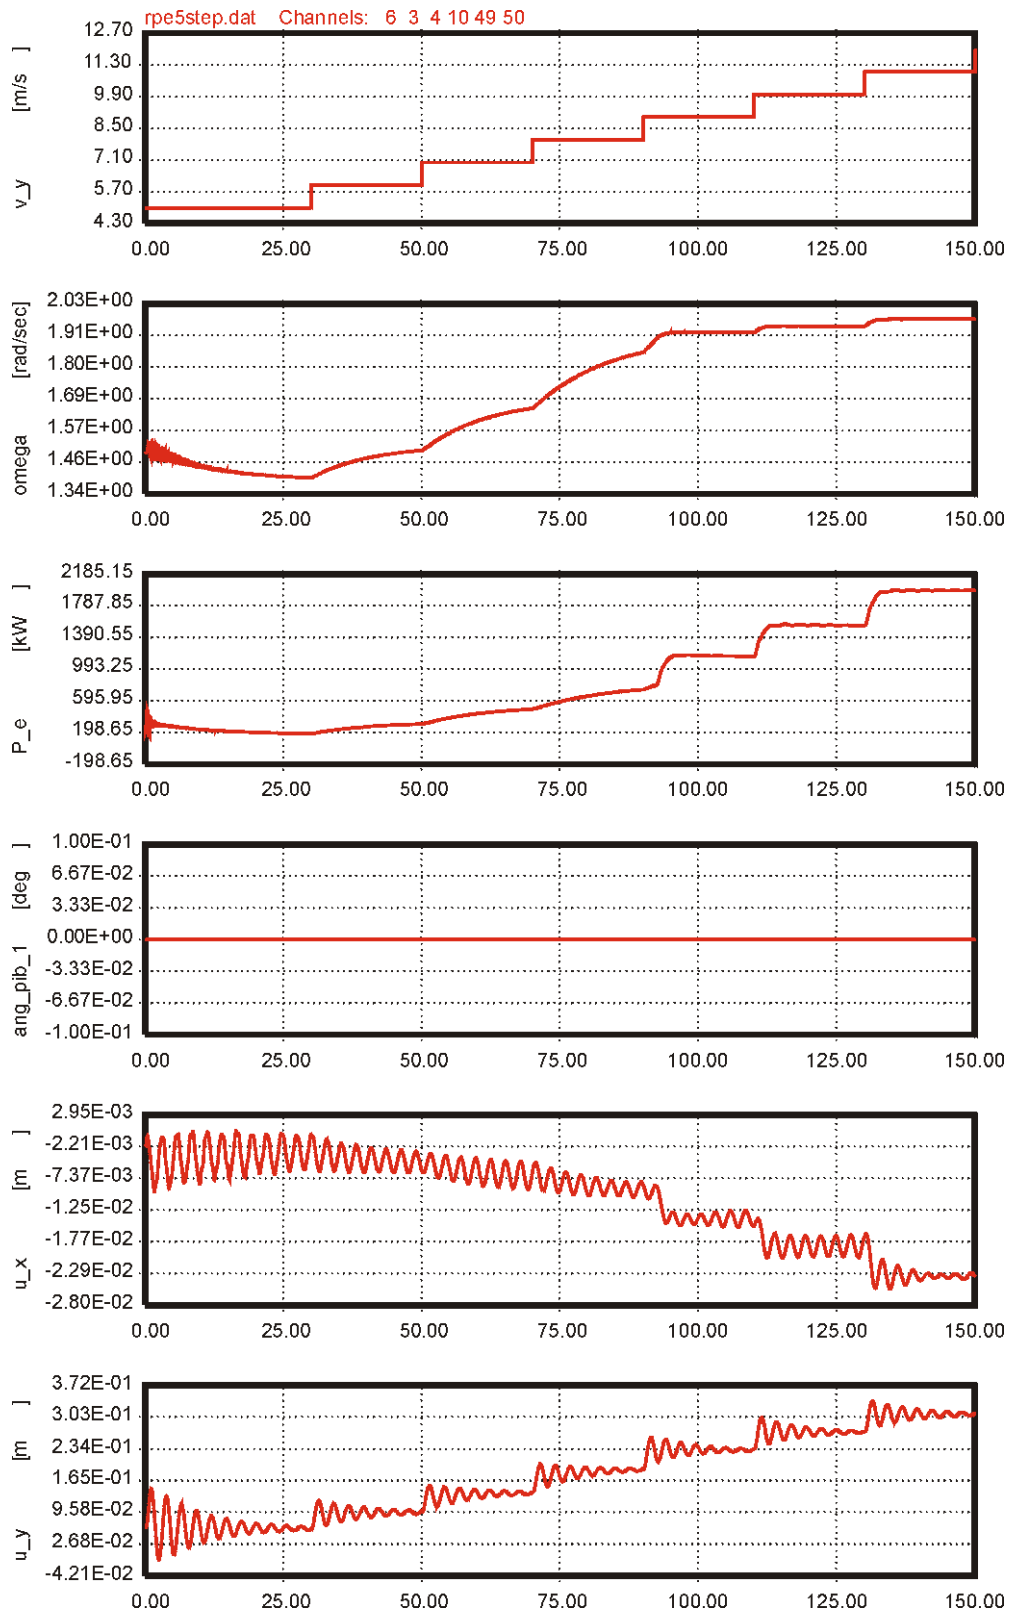 rpe5step.dat Channels: 6 3 4 10 49 50
v_y [m/s ]
12.70
11.30
9.90
8.50
7.10
5.70
4.30
0.00 25.00 50.00 75.00 100.00 125.00 150.00
omega [rad/sec]
2.03E+00
1.91E+00
1.80E+00
1.69E+00
1.57E+00
1.46E+00
1.34E+00
0.00 25.00 50.00 75.00 100.00 125.00 150.00
P_e [kW ]
2185.15
1787.85
1390.55
993.25
595.95
198.65
-198.65
0.00 25.00 50.00 75.00 100.00 125.00 150.00
ang_pib_1 [deg ]
1.00E-01
6.67E-02
3.33E-02
0.00E+00
-3.33E-02
-6.67E-02
-1.00E-01
0.00 25.00 50.00 75.00 100.00 125.00 150.00
u_x [m ]
2.95E-03
-2.21E-03
-7.37E-03
-1.25E-02
-1.77E-02
-2.29E-02
-2.80E-02
0.00 25.00 50.00 75.00 100.00 125.00 150.00
u_y [m ]
3.72E-01
3.03E-01
2.34E-01
1.65E-01
9.58E-02
2.68E-02
-4.21E-02
0.00 25.00 50.00 75.00 100.00 125.00 150.00